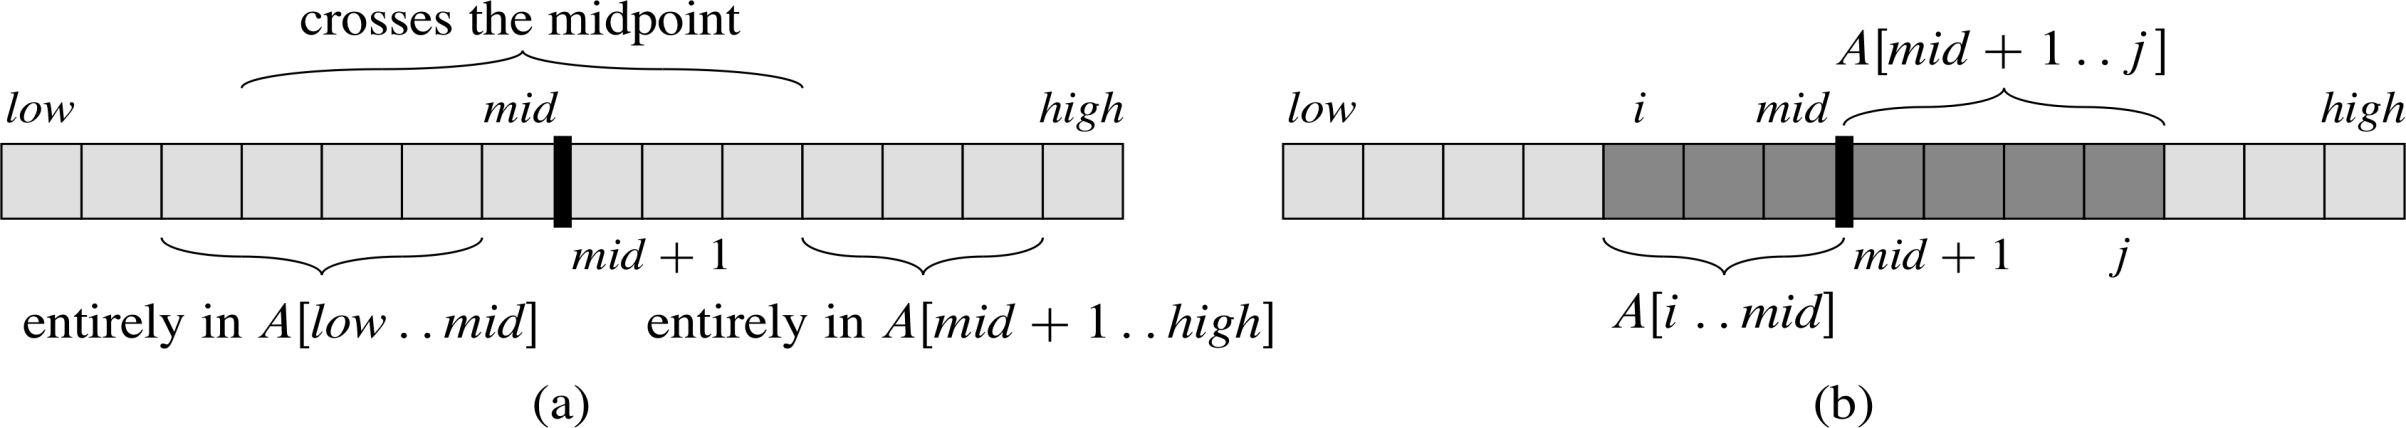 crosses the midpoint
low mid high
mid + 1
entirely in A[low . . mid] entirely in A[mid + 1 . . high]
(a)
A[mid + 1 . . j]
low i mid high
mid + 1 j
A[i . . mid]
(b)